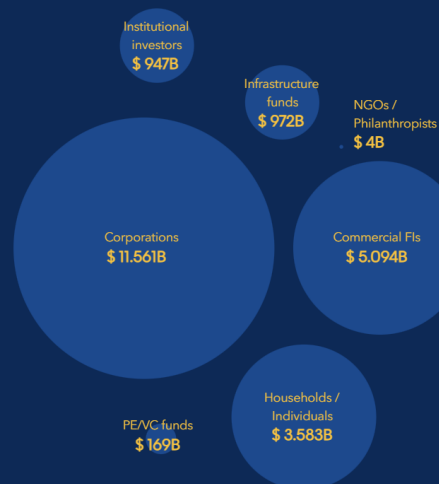 Institutional
investors
$ 947B
Infrastructure
funds
$ 972B
NGOs /
Philanthropists
$ 4B
Corporations
$ 11.561B
Commercial FIs
$ 5.094B
Households /
Individuals
$ 3.583B
PE/VC funds
$ 169B